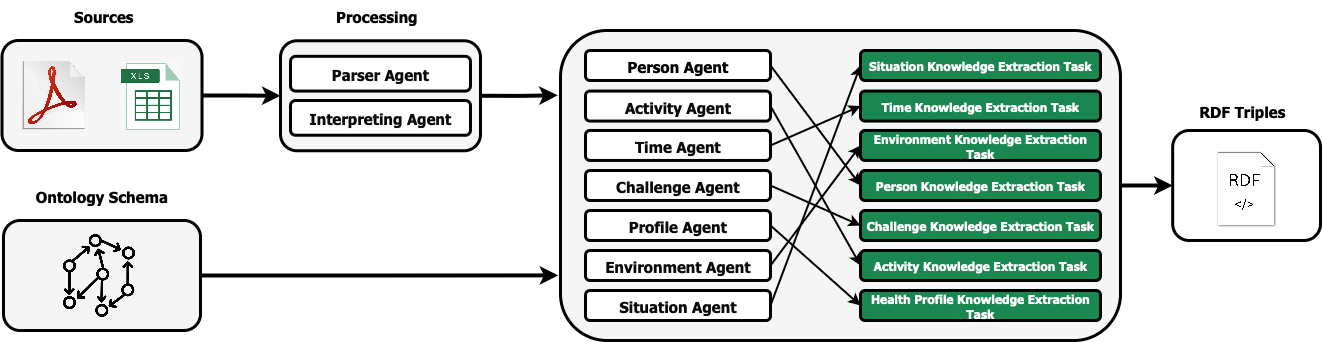 Sources
Processing
XLS
Parser Agent
Interpreting Agent
Ontology Schema
Person Agent
Activity Agent
Time Agent
Challenge Agent
Profile Agent
Environment Agent
Situation Agent
Situation Knowledge Extraction Task
Time Knowledge Extraction Task
Environment Knowledge Extraction
Task
Person Knowledge Extraction Task
Challenge Knowledge Extraction Task
Activity Knowledge Extraction Task
Health Profile Knowledge Extraction
Task
RDF Triples
RDF
</>